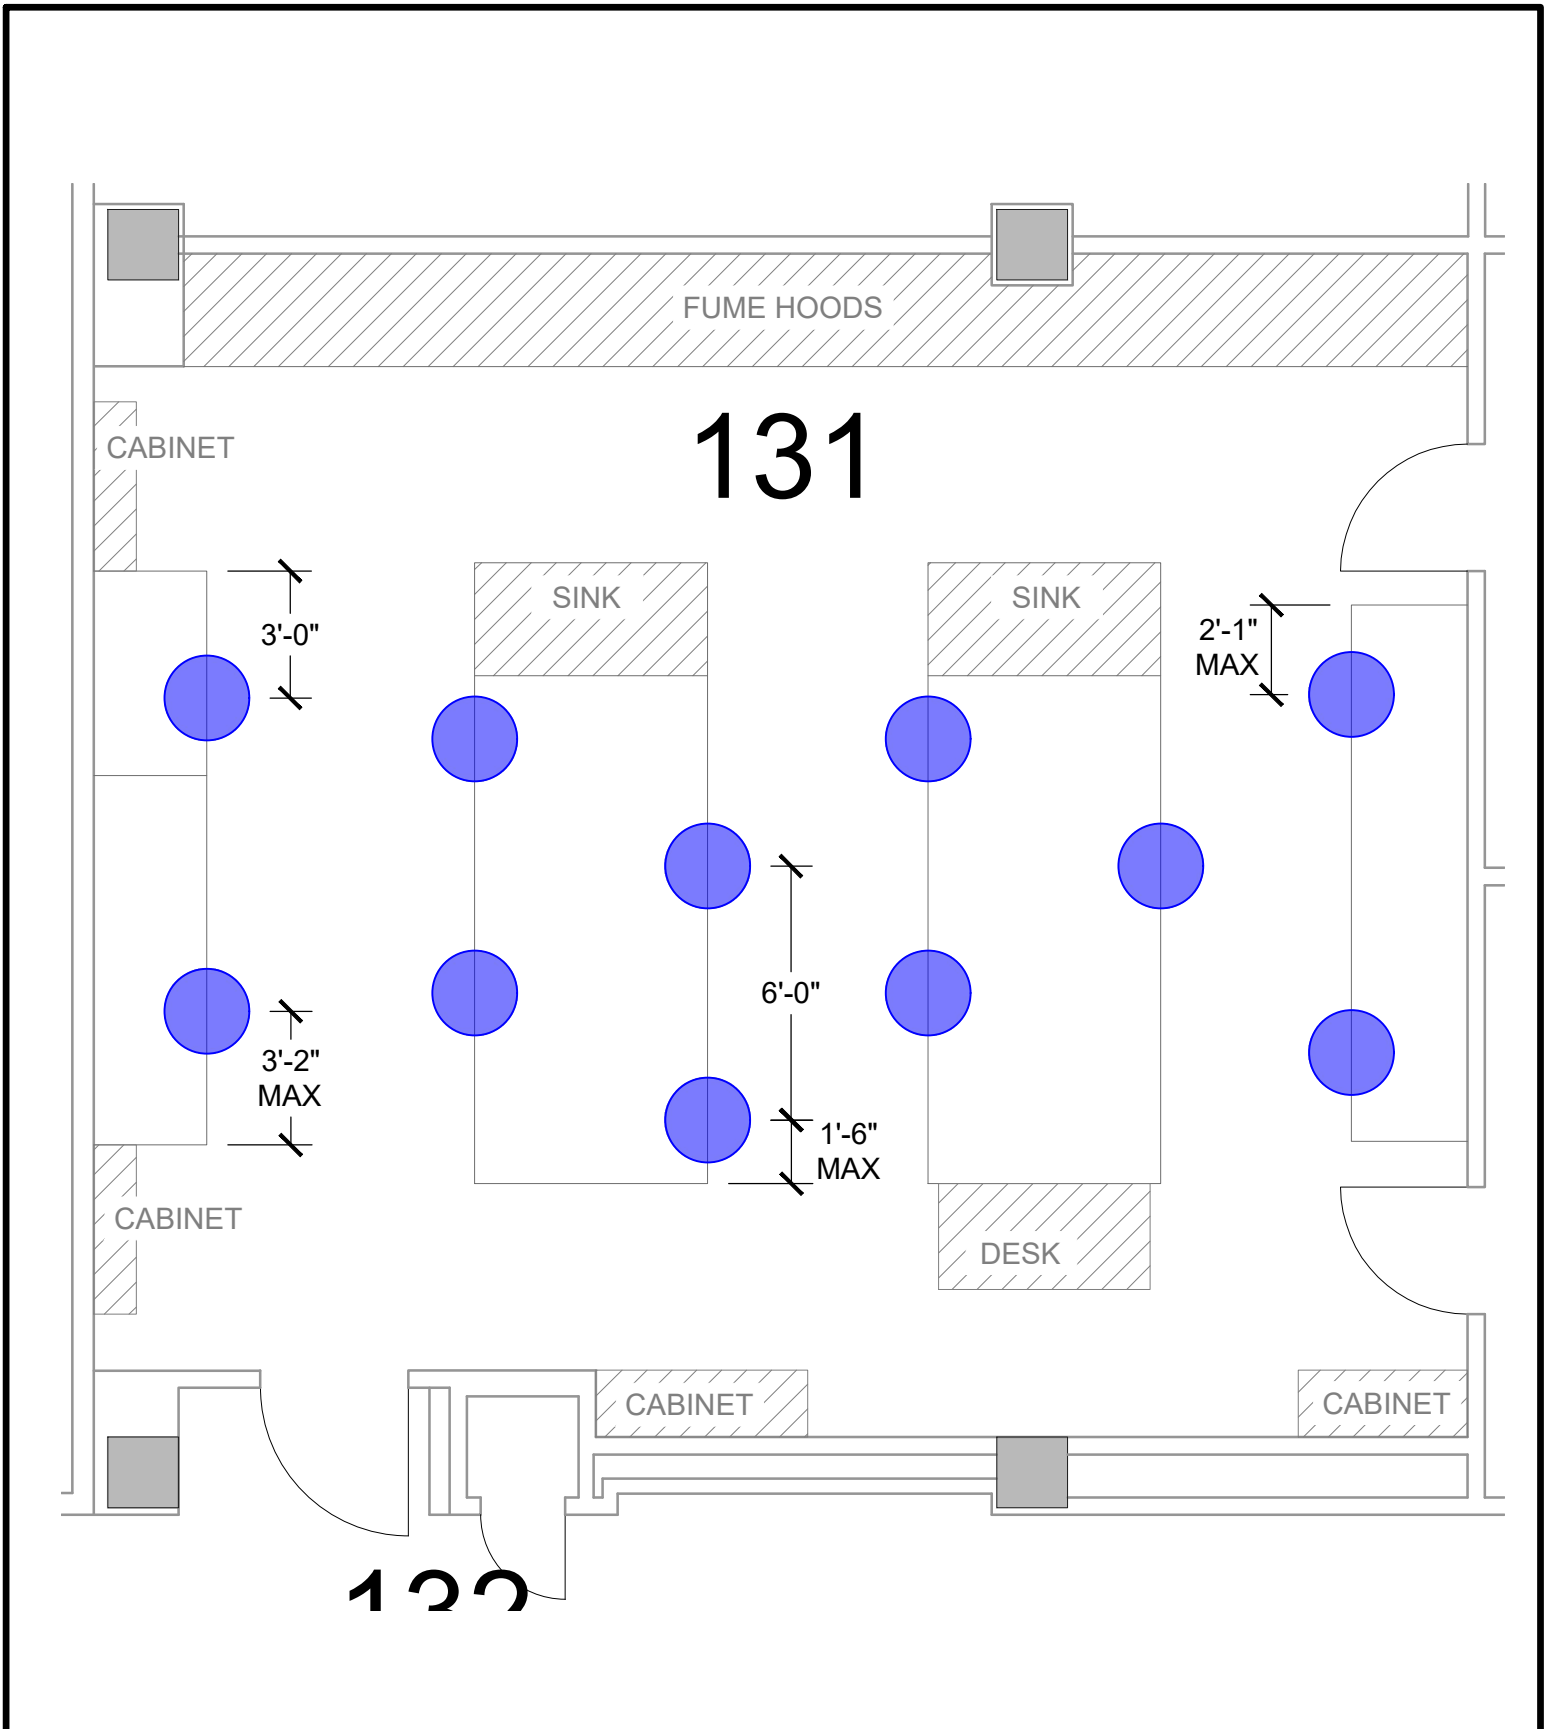 FUME HOODS
131
CABINET
SINK
SINK
3'-0"
2'-1"
MAX
6'-0"
3'-2"
MAX
1'-6"
MAX
CABINET
DESK
CABINET
CABINET
132